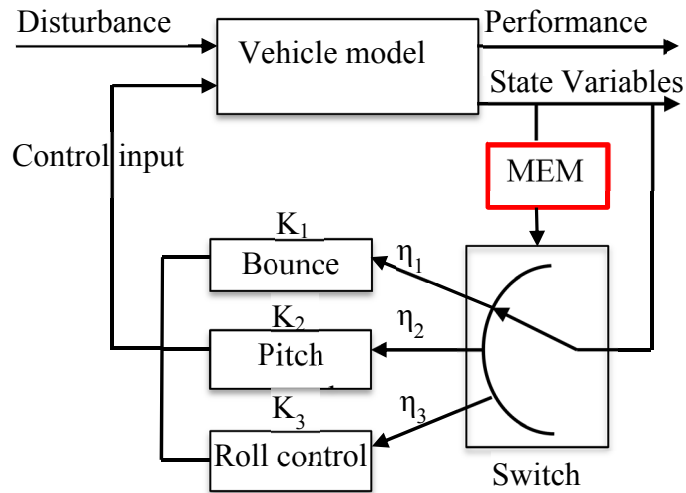 Disturbance
Performance
Vehicle model
State Variables
Control input
MEM
K₁
Bounce
η₁
K₂
η₂
Pitch
K₃
η₃
Roll control
Switch